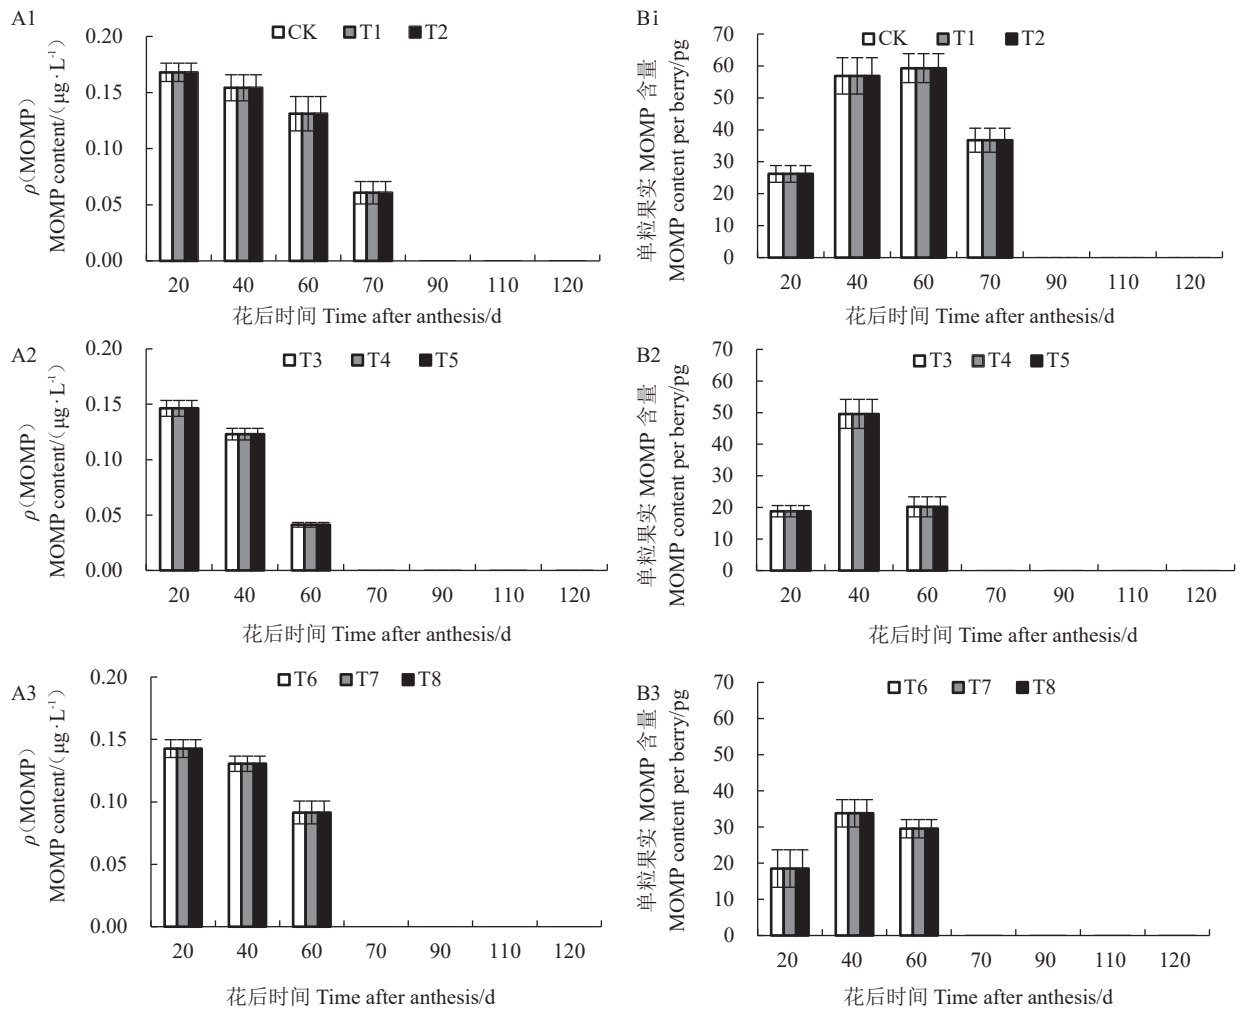 A1
CK T1 T2
0.20
0.15
0.10
0.05
0.00
ρ(MOMP)
MOMP content/(μg·L⁻¹)
20 40 60 70 90 110 120
花后时间 Time after anthesis/d
Bi
CK T1 T2
70
60
50
40
30
20
10
0
单粒果实 MOMP 含量
MOMP content per berry/pg
20 40 60 70 90 110 120
花后时间 Time after anthesis/d
A2
T3 T4 T5
0.20
0.15
0.10
0.05
0.00
ρ(MOMP)
MOMP content/(μg·L⁻¹)
20 40 60 70 90 110 120
花后时间 Time after anthesis/d
B2
T3 T4 T5
70
60
50
40
30
20
10
0
单粒果实 MOMP 含量
MOMP content per berry/pg
20 40 60 70 90 110 120
花后时间 Time after anthesis/d
A3
T6 T7 T8
0.20
0.15
0.10
0.05
0.00
ρ(MOMP)
MOMP content/(μg·L⁻¹)
20 40 60 70 90 110 120
花后时间 Time after anthesis/d
B3
T6 T7 T8
70
60
50
40
30
20
10
0
单粒果实 MOMP 含量
MOMP content per berry/pg
20 40 60 70 90 110 120
花后时间 Time after anthesis/d